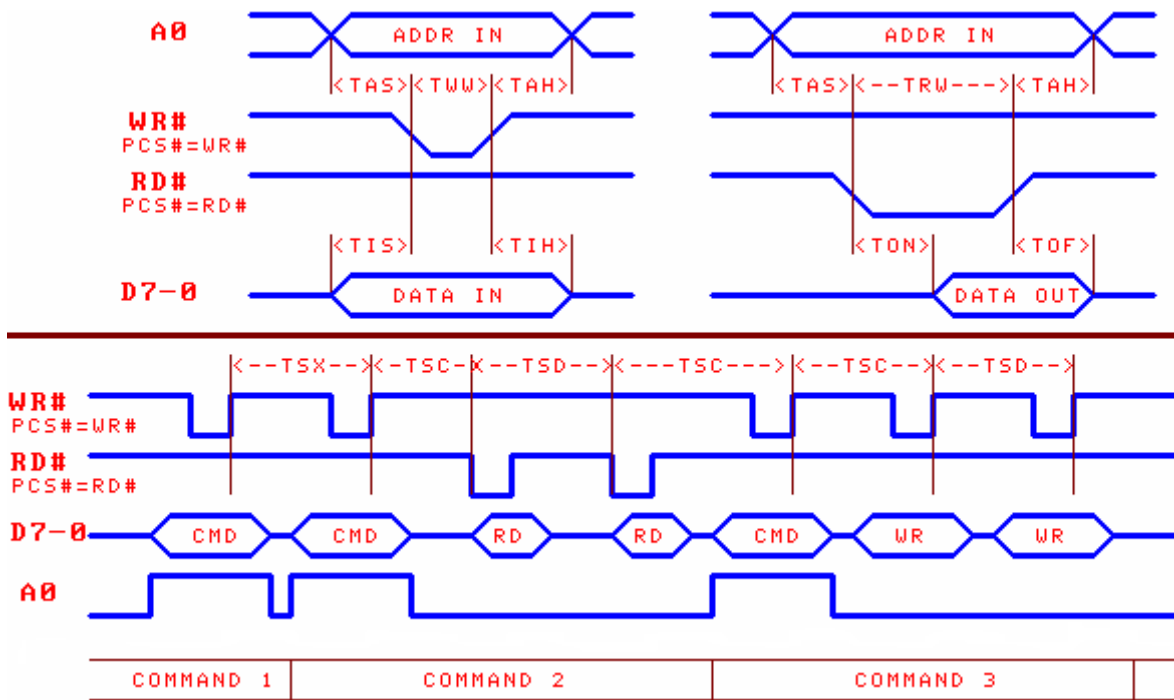 A0 ADDR IN ADDR IN
<TAS> <TWW> <TAH> <TAS> <--TRW---> <TAH>
WR#
PCS#=WR#
RD#
PCS#=RD#
<TIS> <TIH> <TON> <TOF>
D7-0 DATA IN DATA OUT
<--TSX--> <-TSC-X--TSD--> <---TSC---> <--TSC--> <--TSD-->
WR#
PCS#=WR#
RD#
PCS#=RD#
D7-0 CMD CMD RD RD CMD WR WR
A0
COMMAND 1 COMMAND 2 COMMAND 3